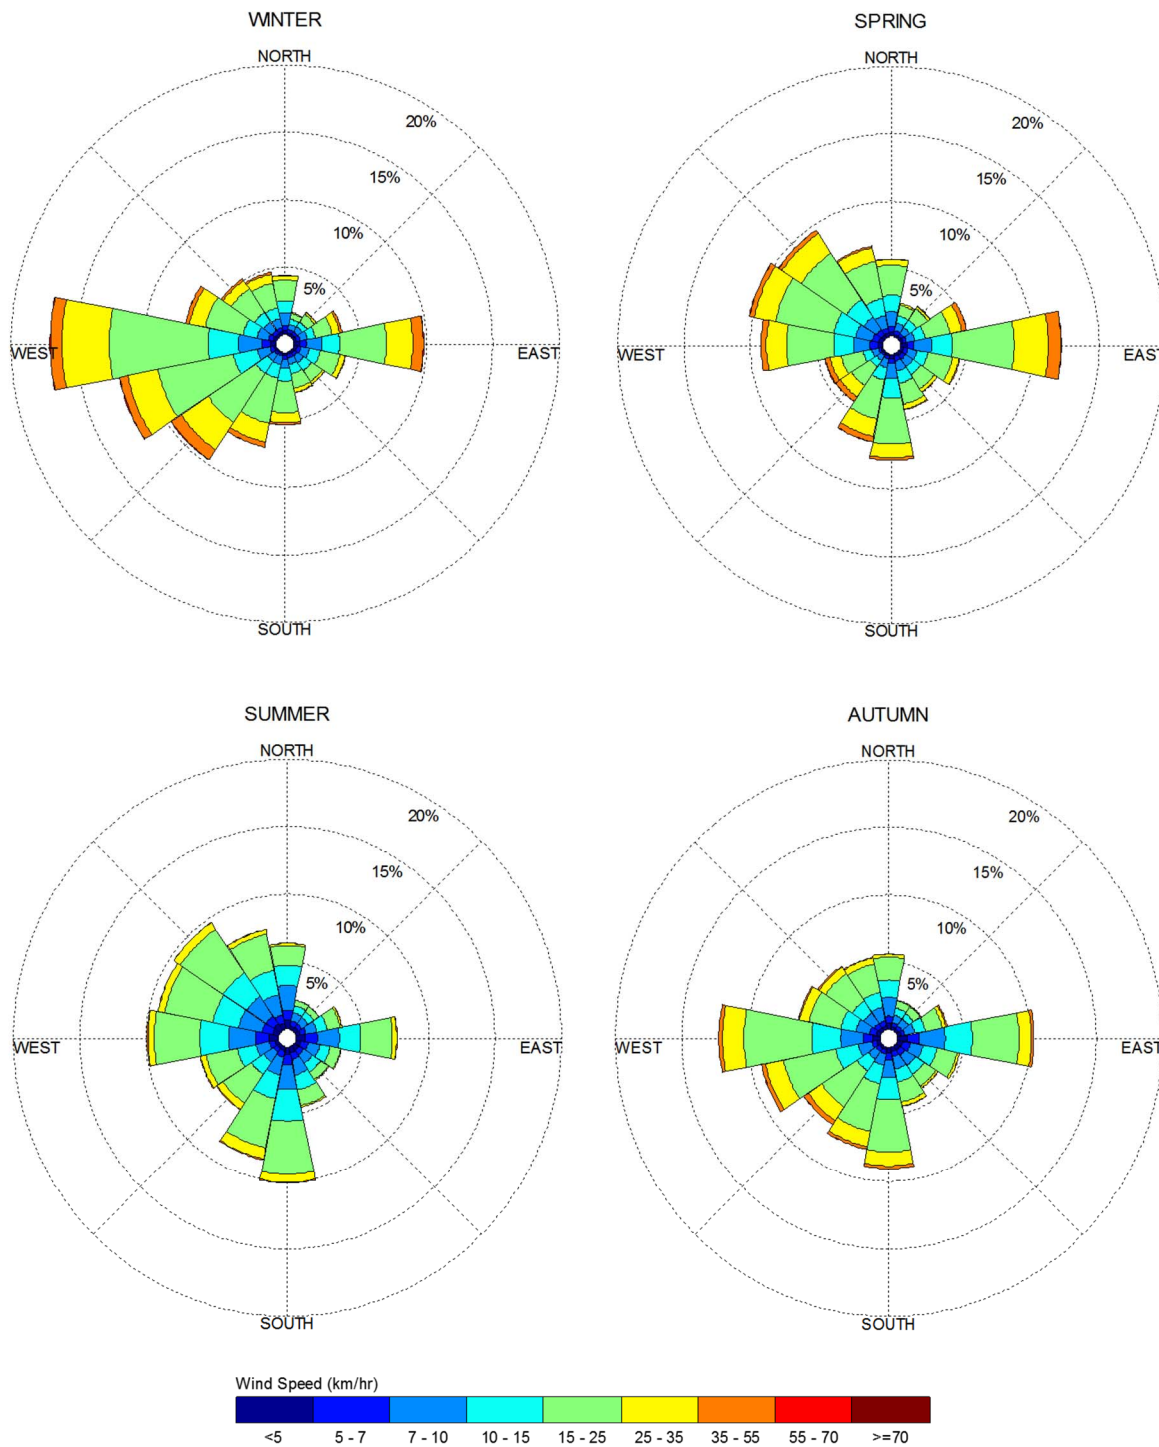 WINTER
NORTH
20%
15%
10%
5%
WEST
EAST
SOUTH
SPRING
NORTH
20%
15%
10%
5%
WEST
EAST
SOUTH
SUMMER
NORTH
20%
15%
10%
5%
WEST
EAST
SOUTH
AUTUMN
NORTH
20%
15%
10%
5%
WEST
EAST
SOUTH
Wind Speed (km/hr)
<5 5 - 7 7 - 10 10 - 15 15 - 25 25 - 35 35 - 55 55 - 70 >=70